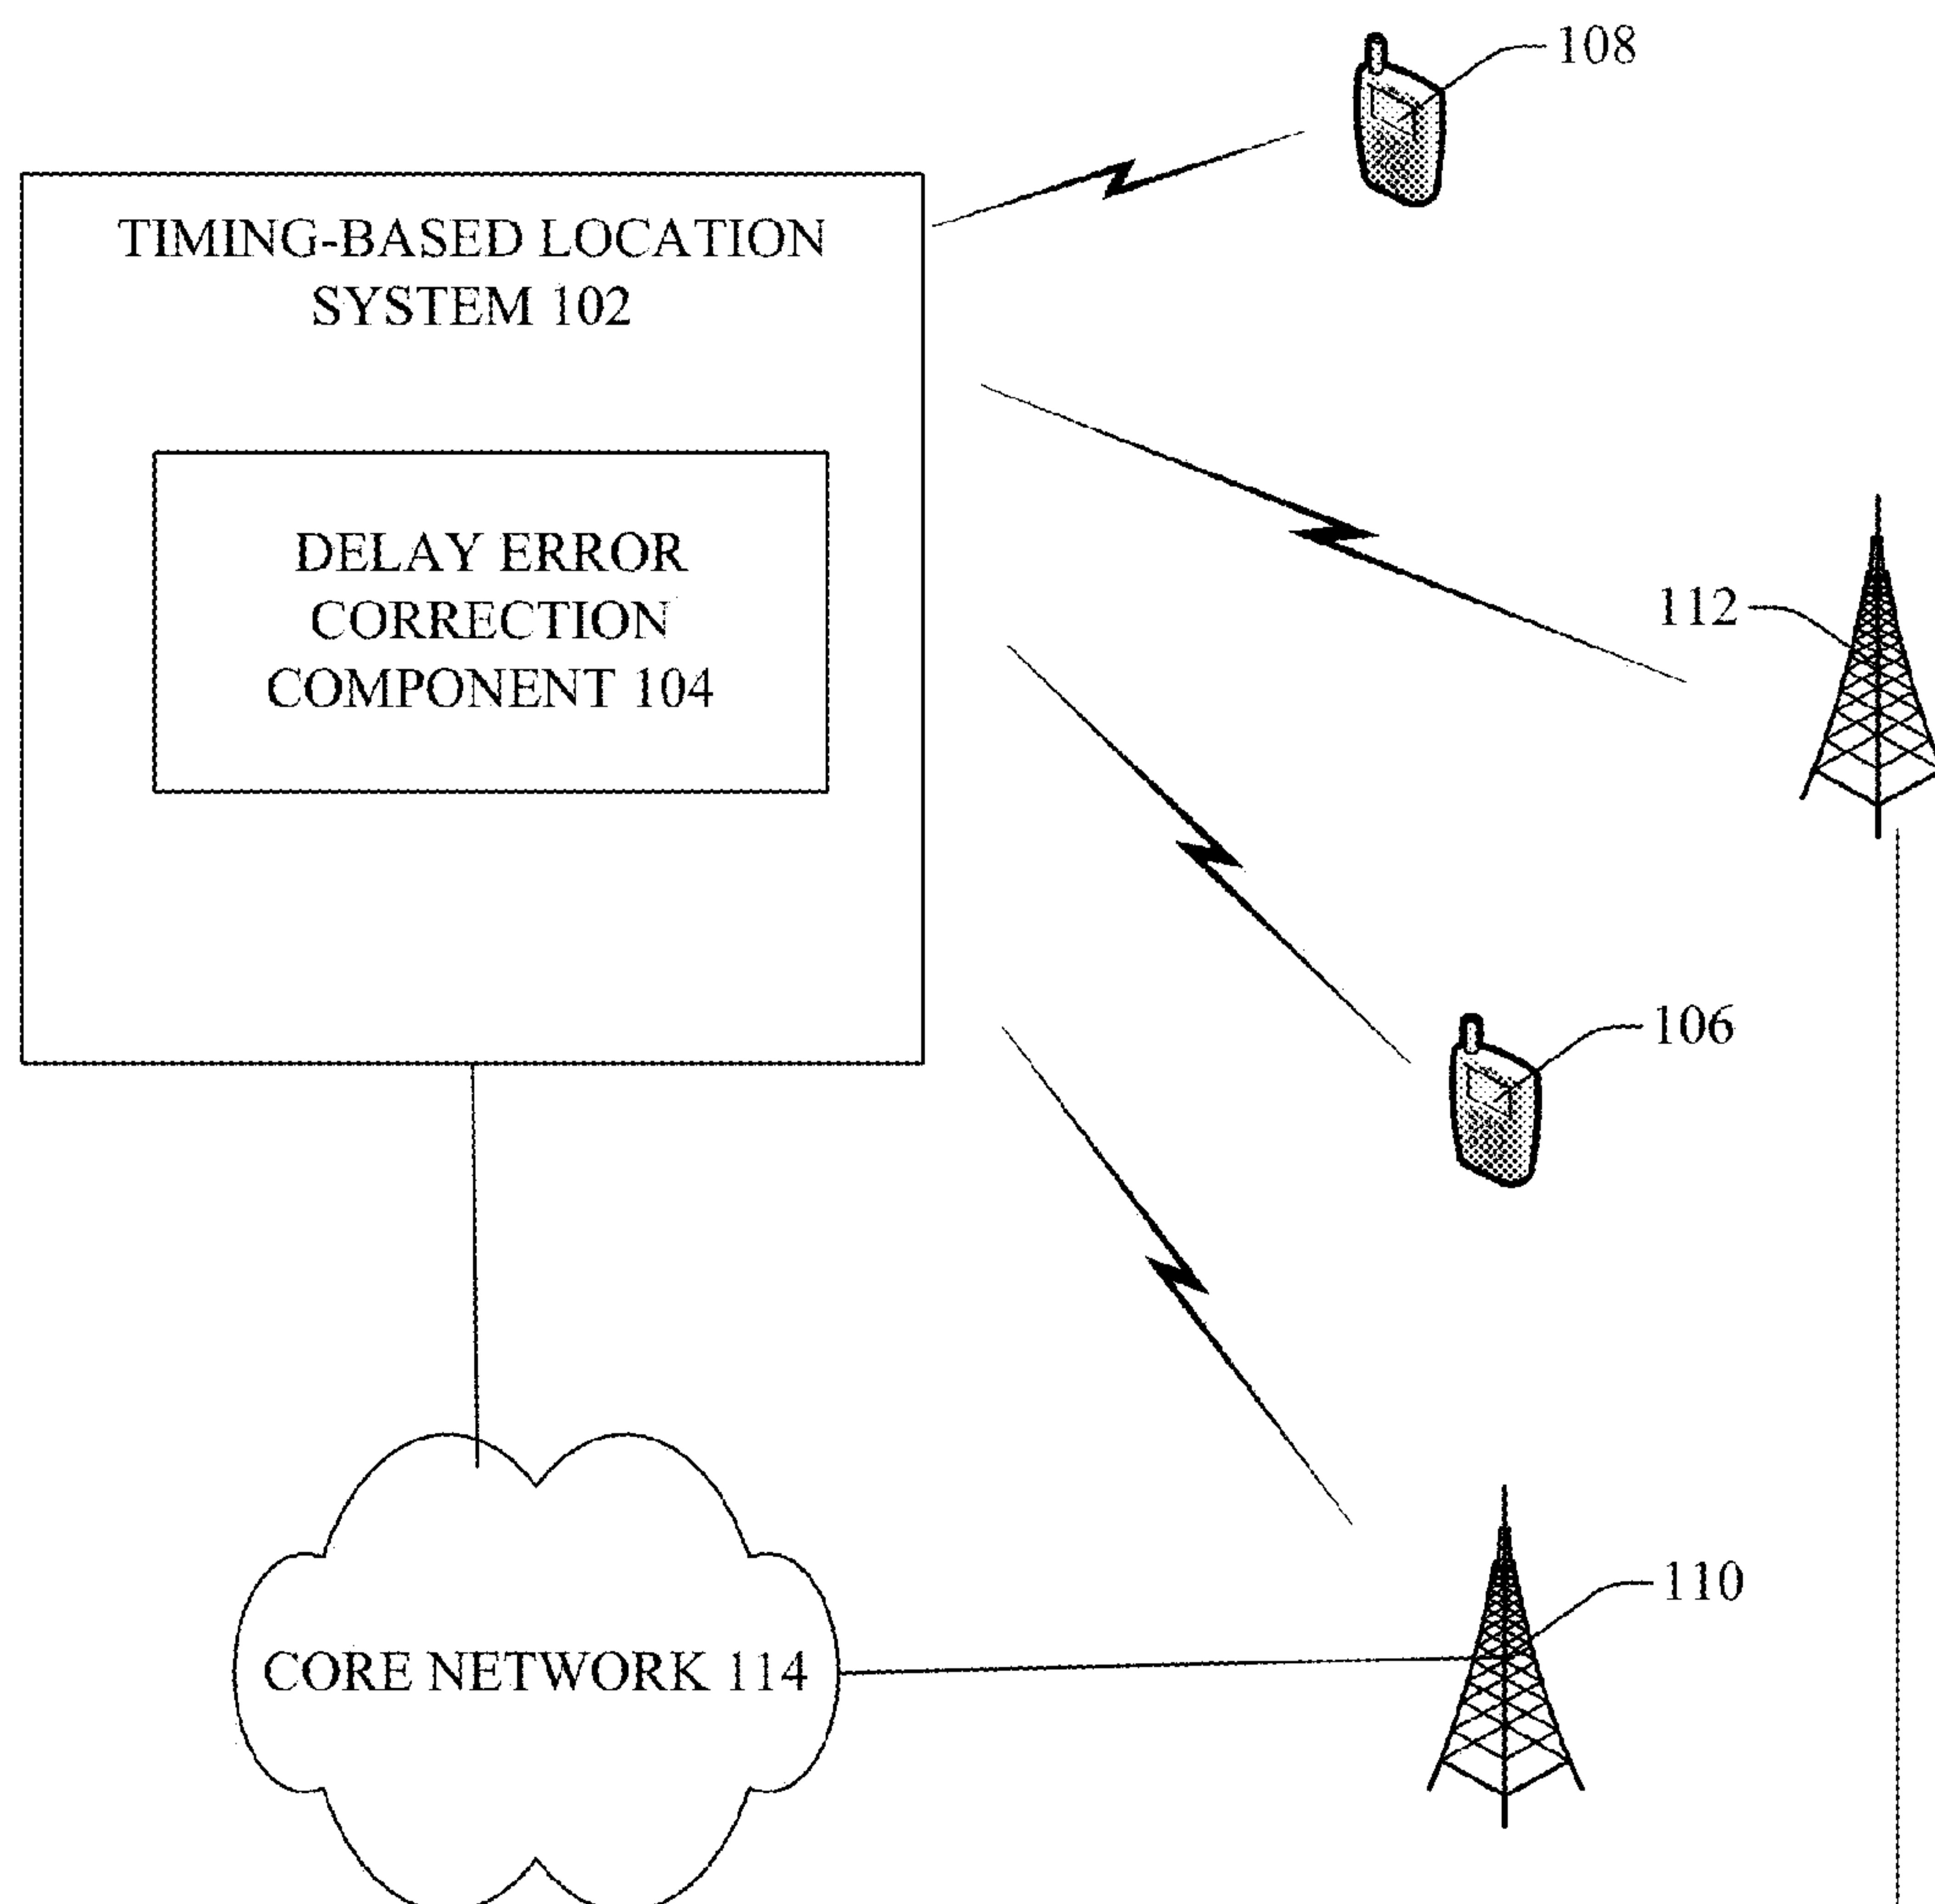 108
TIMING-BASED LOCATION
SYSTEM 102
DELAY ERROR
CORRECTION
COMPONENT 104
112
106
110
CORE NETWORK 114